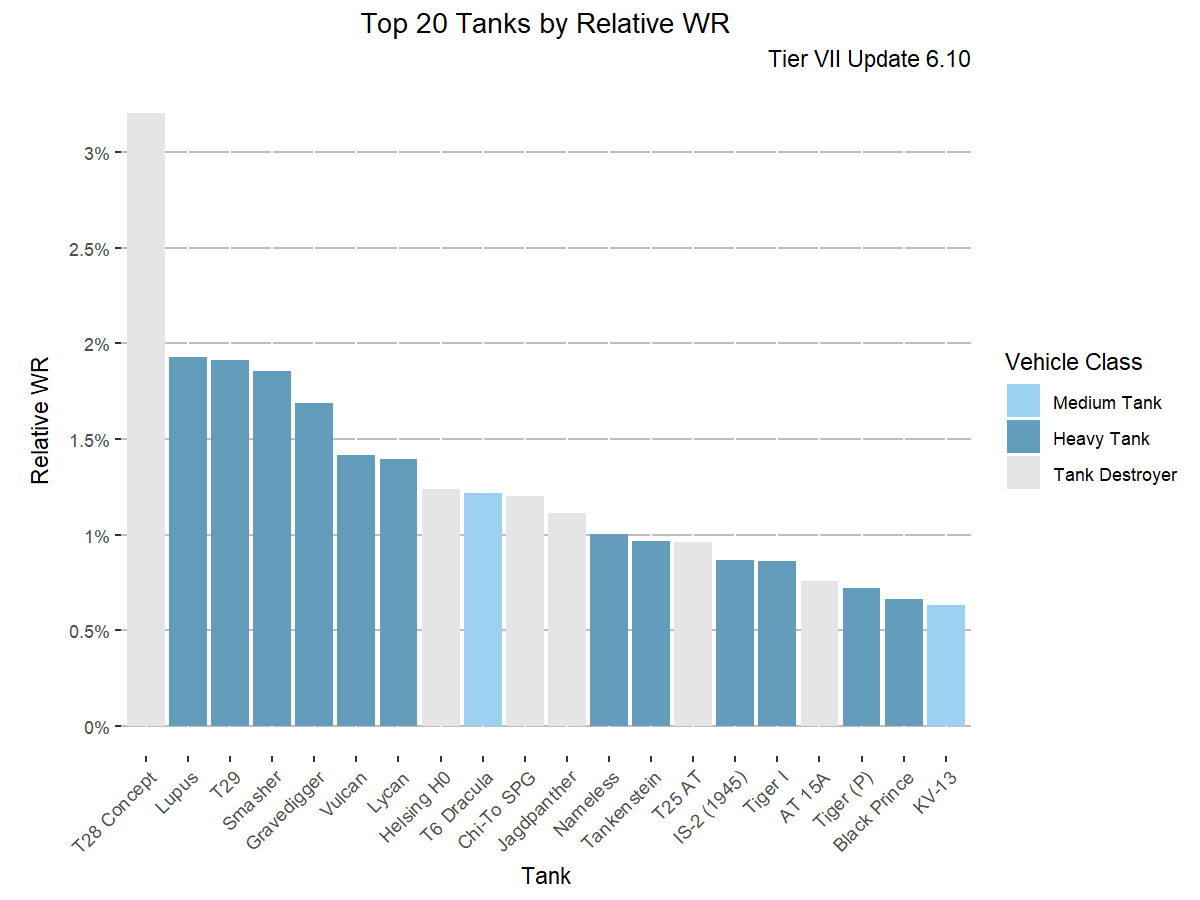 Top 20 Tanks by Relative WR
Tier VII Update 6.10
3%
2.5%
2%
1.5%
1%
0.5%
0%
Relative WR
T28 Concept
Lupus
T29
Smasher
Gravedigger
Vulcan
Lycan
Helsing H0
T6 Dracula
Chi-To SPG
Jagdpanther
Nameless
Tankenstein
T25 AT
IS-2 (1945)
Tiger I
AT 15A
Tiger (P)
Black Prince
KV-13
Tank
Vehicle Class
Medium Tank
Heavy Tank
Tank Destroyer